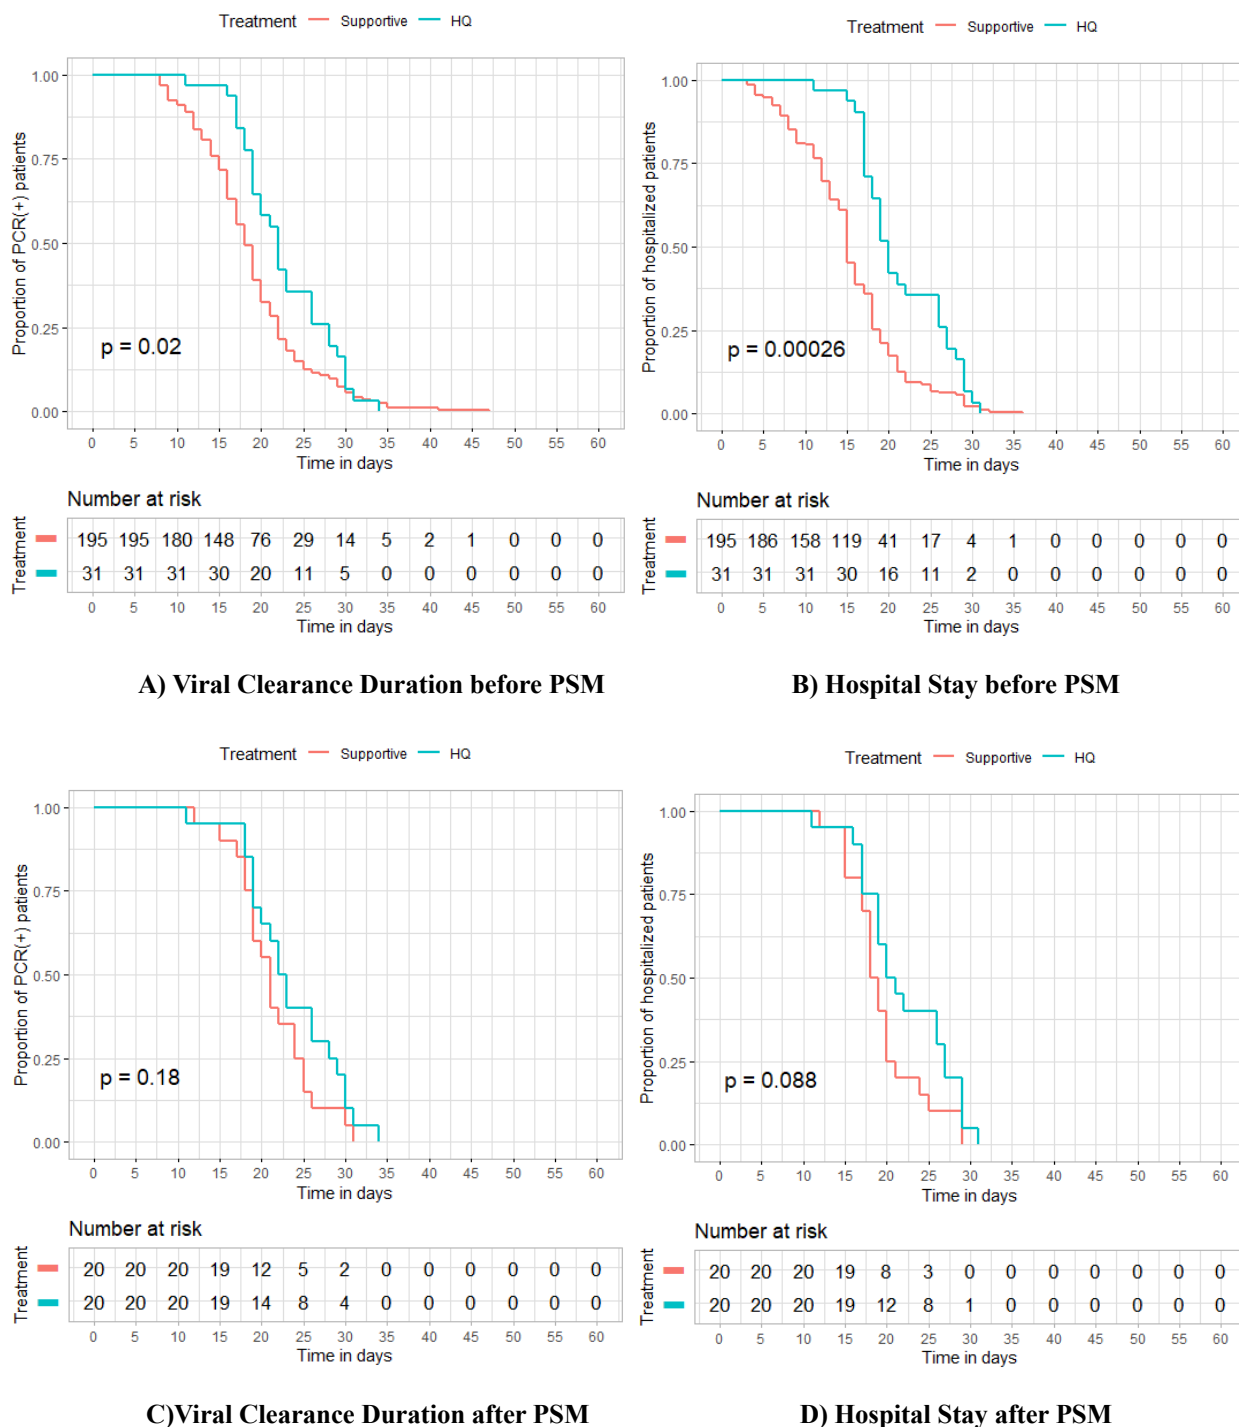 Treatment Supportive HQ
1.00
0.75
0.50
0.25
0.00
Proportion of PCR(+) patients
p = 0.02
0 5 10 15 20 25 30 35 40 45 50 55 60
Time in days
Number at risk
Treatment
195 195 180 148 76 29 14 5 2 1 0 0 0
31 31 31 30 20 11 5 0 0 0 0 0 0
0 5 10 15 20 25 30 35 40 45 50 55 60
Time in days
A) Viral Clearance Duration before PSM
Treatment Supportive HQ
1.00
0.75
0.50
0.25
0.00
Proportion of hospitalized patients
p = 0.00026
0 5 10 15 20 25 30 35 40 45 50 55 60
Time in days
Number at risk
Treatment
195 186 158 119 41 17 4 1 0 0 0 0 0
31 31 31 30 16 11 2 0 0 0 0 0 0
0 5 10 15 20 25 30 35 40 45 50 55 60
Time in days
B) Hospital Stay before PSM
Treatment Supportive HQ
1.00
0.75
0.50
0.25
0.00
Proportion of PCR(+) patients
p = 0.18
0 5 10 15 20 25 30 35 40 45 50 55 60
Time in days
Number at risk
Treatment
20 20 20 19 12 5 2 0 0 0 0 0 0
20 20 20 19 14 8 4 0 0 0 0 0 0
0 5 10 15 20 25 30 35 40 45 50 55 60
Time in days
C)Viral Clearance Duration after PSM
Treatment Supportive HQ
1.00
0.75
0.50
0.25
0.00
Proportion of hospitalized patients
p = 0.088
0 5 10 15 20 25 30 35 40 45 50 55 60
Time in days
Number at risk
Treatment
20 20 20 19 8 3 0 0 0 0 0 0 0
20 20 20 19 12 8 1 0 0 0 0 0 0
0 5 10 15 20 25 30 35 40 45 50 55 60
Time in days
D) Hospital Stay after PSM